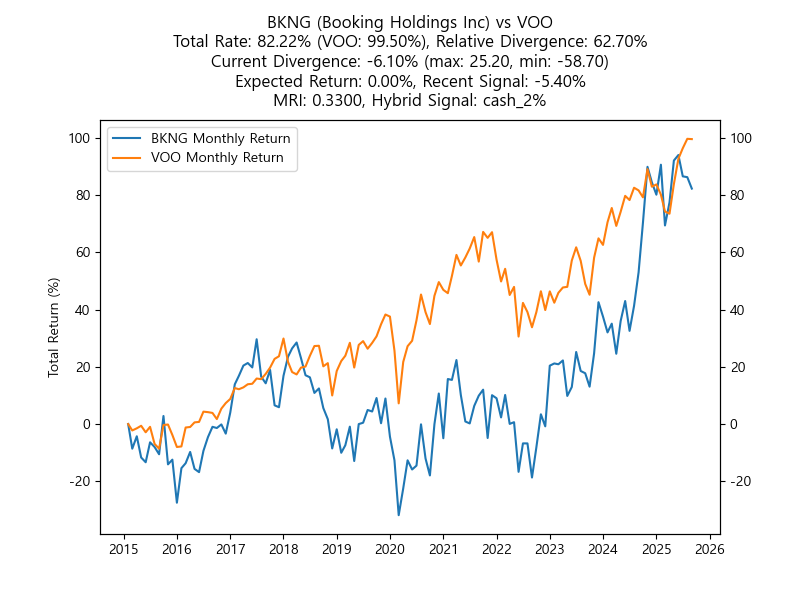 BKNG (Booking Holdings Inc) vs VOO
Total Rate: 82.22% (VOO: 99.50%), Relative Divergence: 62.70%
Current Divergence: -6.10% (max: 25.20, min: -58.70)
Expected Return: 0.00%, Recent Signal: -5.40%
MRI: 0.3300, Hybrid Signal: cash_2%
BKNG Monthly Return
VOO Monthly Return
Total Return (%)
100
80
60
40
20
0
-20
100
80
60
40
20
0
-20
2015 2016 2017 2018 2019 2020 2021 2022 2023 2024 2025 2026